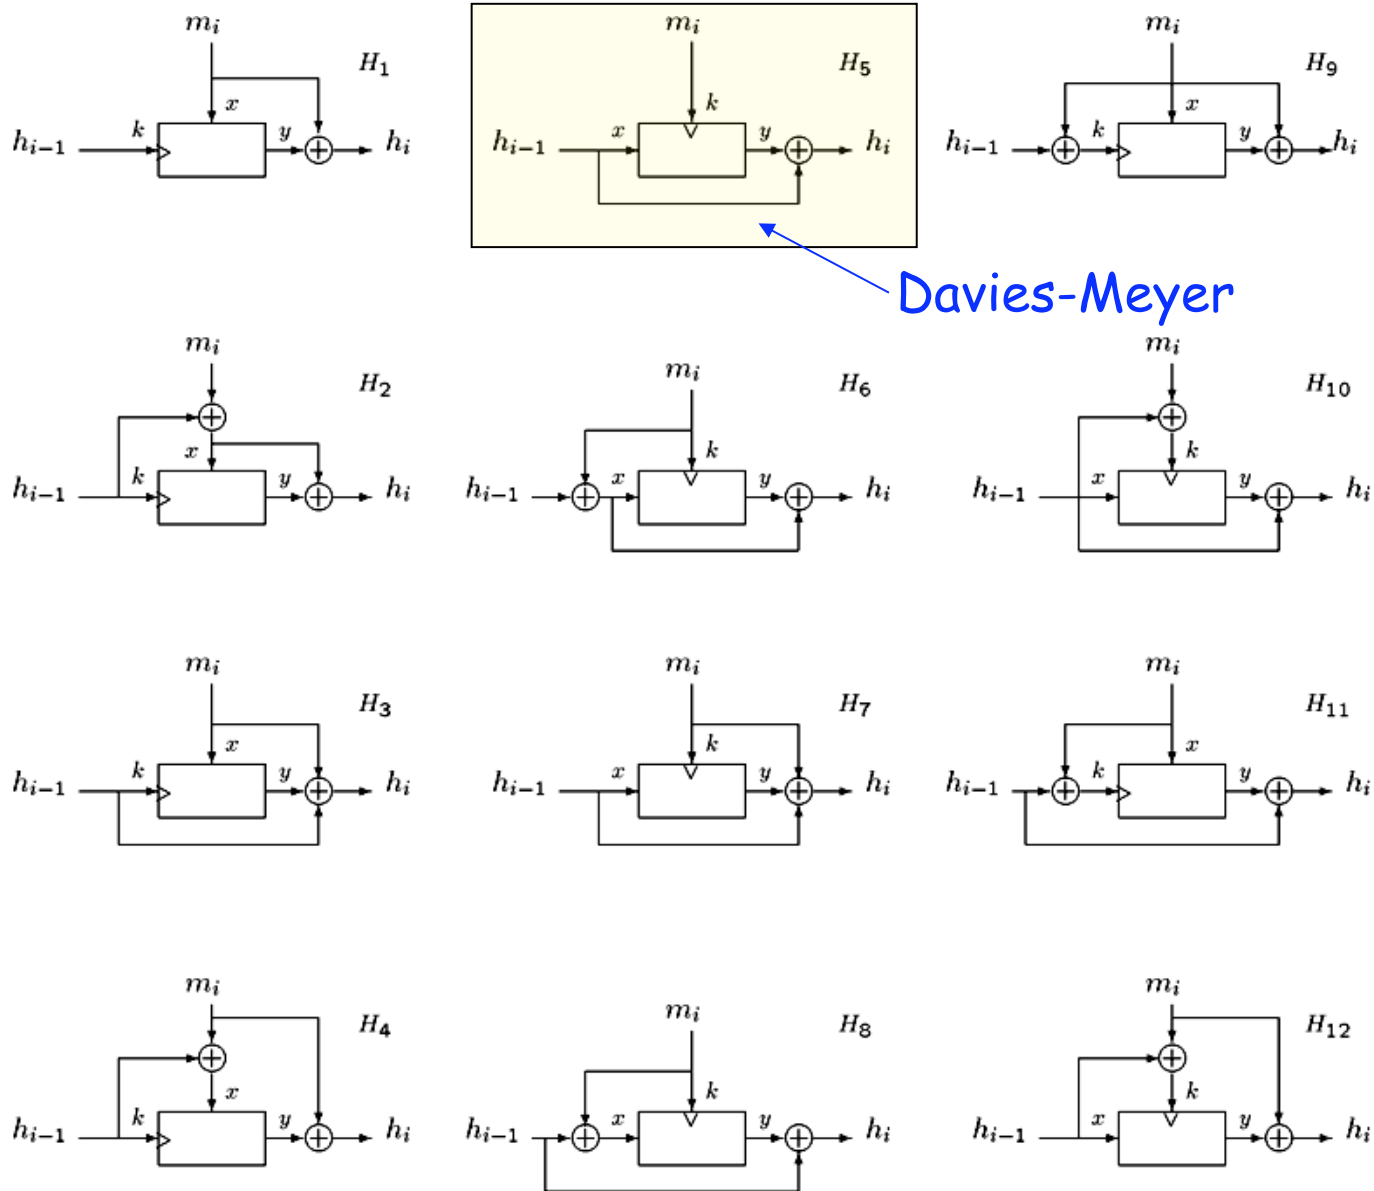 m_i m_i m_i
H_1 H_5 H_9
x k x
h_{i-1} k y h_i h_{i-1} x y h_i h_{i-1} k y h_i
Davies-Meyer
m_i m_i m_i
H_2 H_6 H_10
x k k
h_{i-1} k y h_i h_{i-1} x y h_i h_{i-1} x y h_i
m_i m_i m_i
H_3 H_7 H_11
x k x
h_{i-1} k y h_i h_{i-1} x y h_i h_{i-1} k y h_i
m_i m_i m_i
H_4 H_8 H_12
x k k
h_{i-1} k y h_i h_{i-1} x y h_i h_{i-1} x y h_i